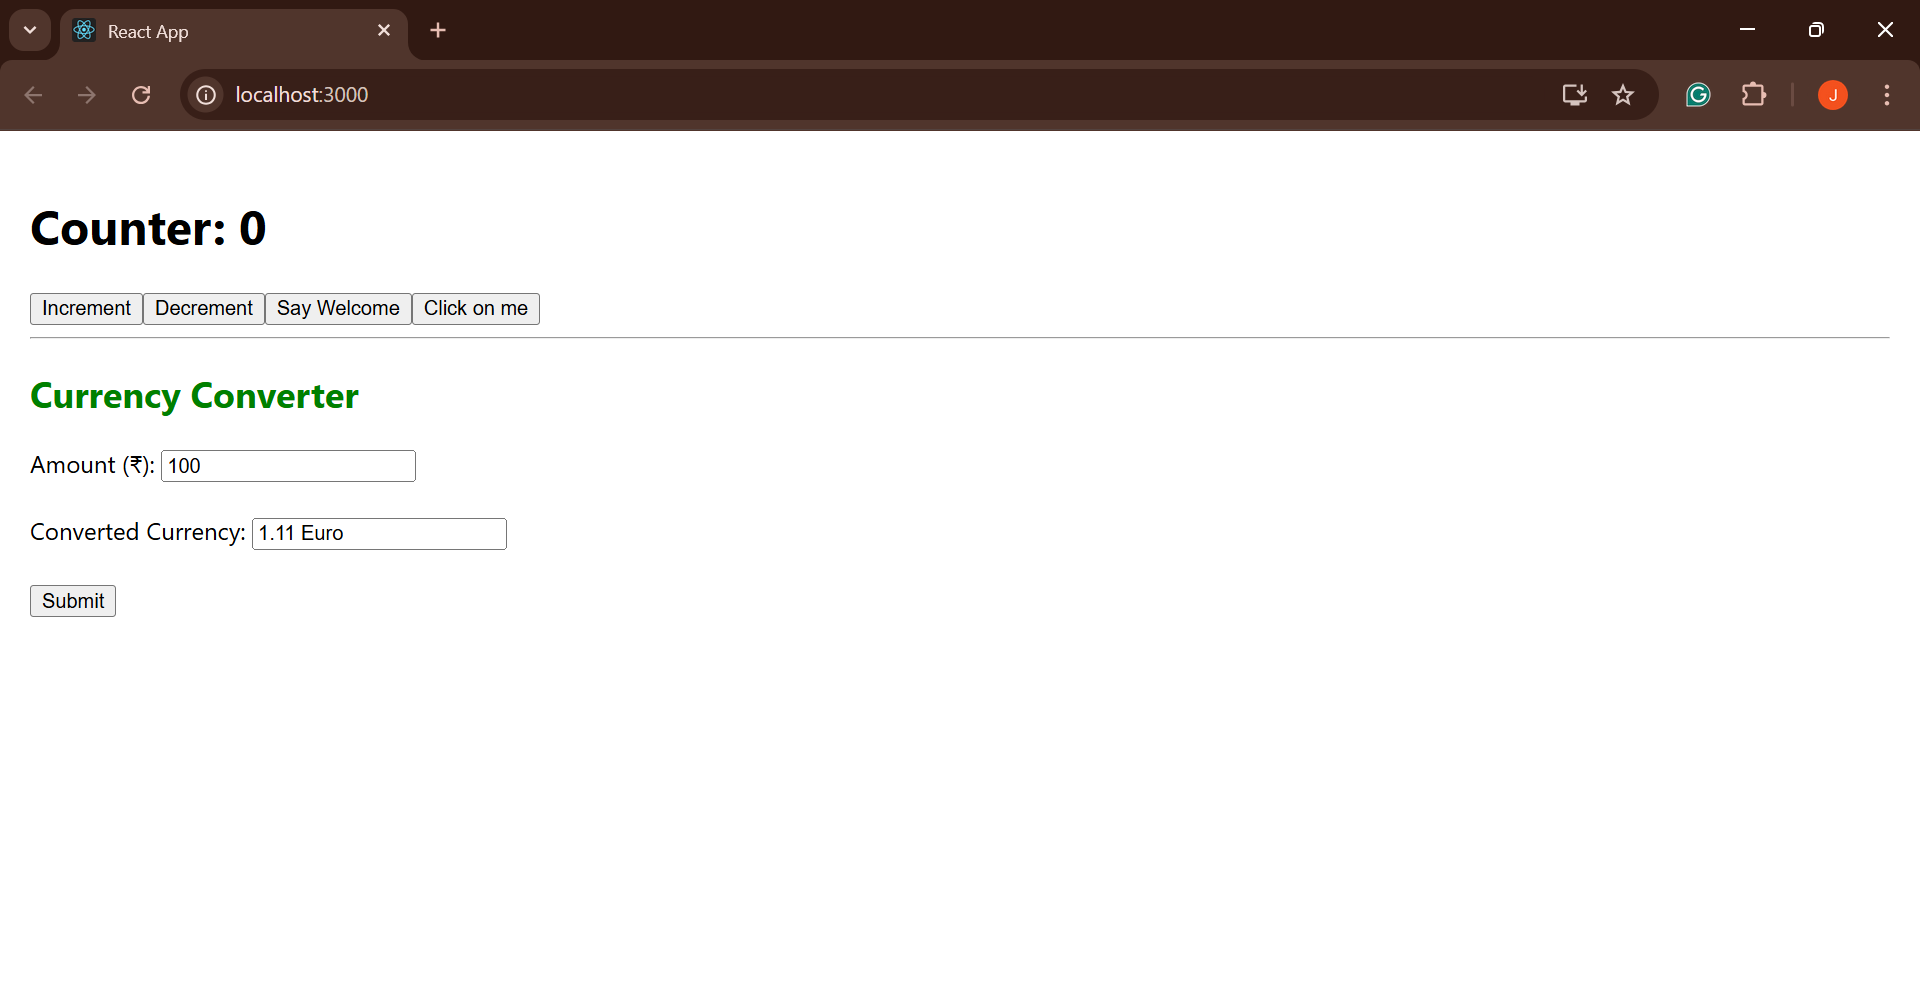 React App
localhost:3000
J
Counter: 0
Increment Decrement Say Welcome Click on me
Currency Converter
Amount (₹): 100
Converted Currency: 1.11 Euro
Submit